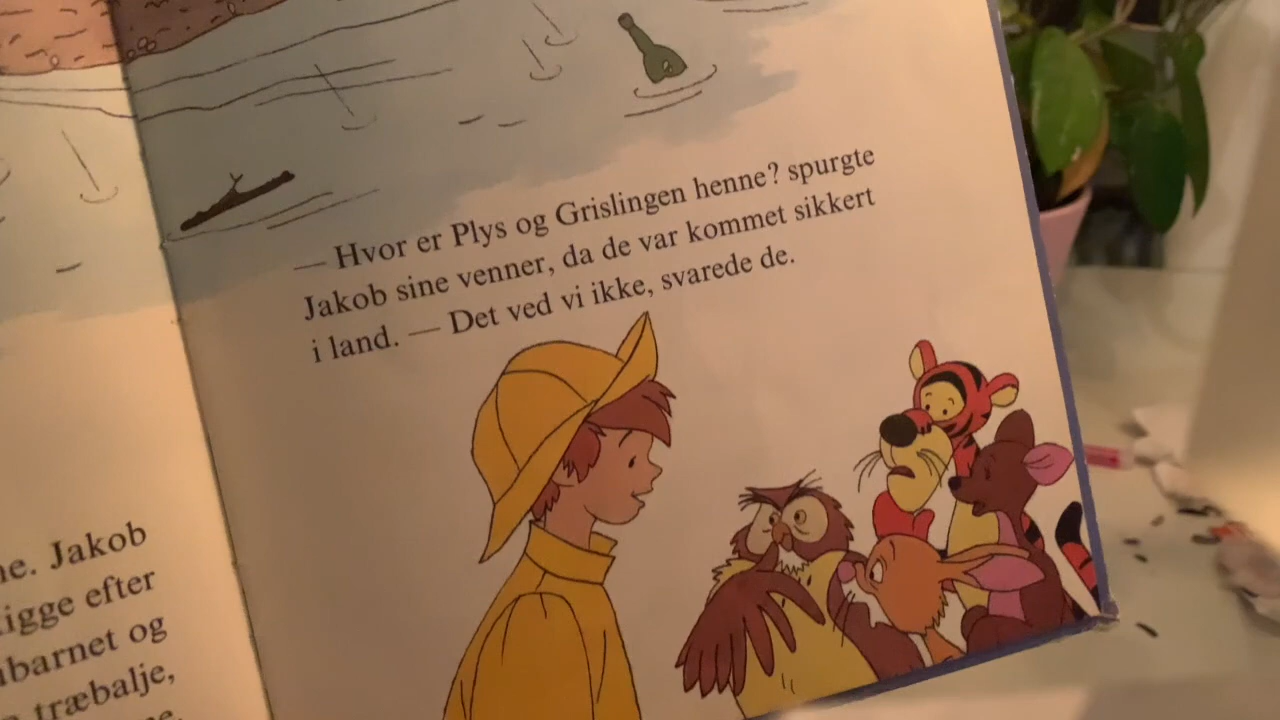 ne. Jakob
kigge efter
barnet og
træbalje,
— Hvor er Plys og Grislingen henne? spurgte
Jakob sine venner, da de var kommet sikkert
i land. — Det ved vi ikke, svarede de.